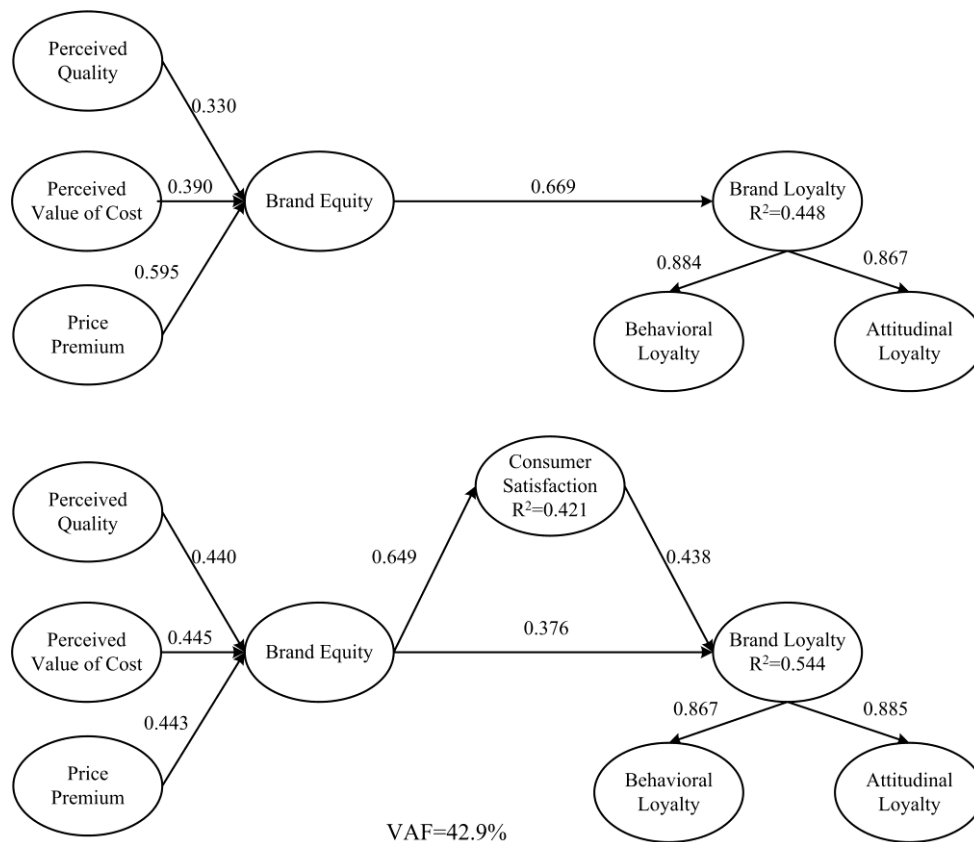 Perceived
Quality
0.330
Perceived
Value of Cost
0.390
Brand Equity
0.669
Brand Loyalty
R²=0.448
0.595
0.884
0.867
Price
Premium
Behavioral
Loyalty
Attitudinal
Loyalty
Consumer
Satisfaction
R²=0.421
Perceived
Quality
0.440
0.649
0.438
Perceived
Value of Cost
0.445
Brand Equity
0.376
Brand Loyalty
R²=0.544
0.443
0.867
0.885
Price
Premium
Behavioral
Loyalty
Attitudinal
Loyalty
VAF=42.9%